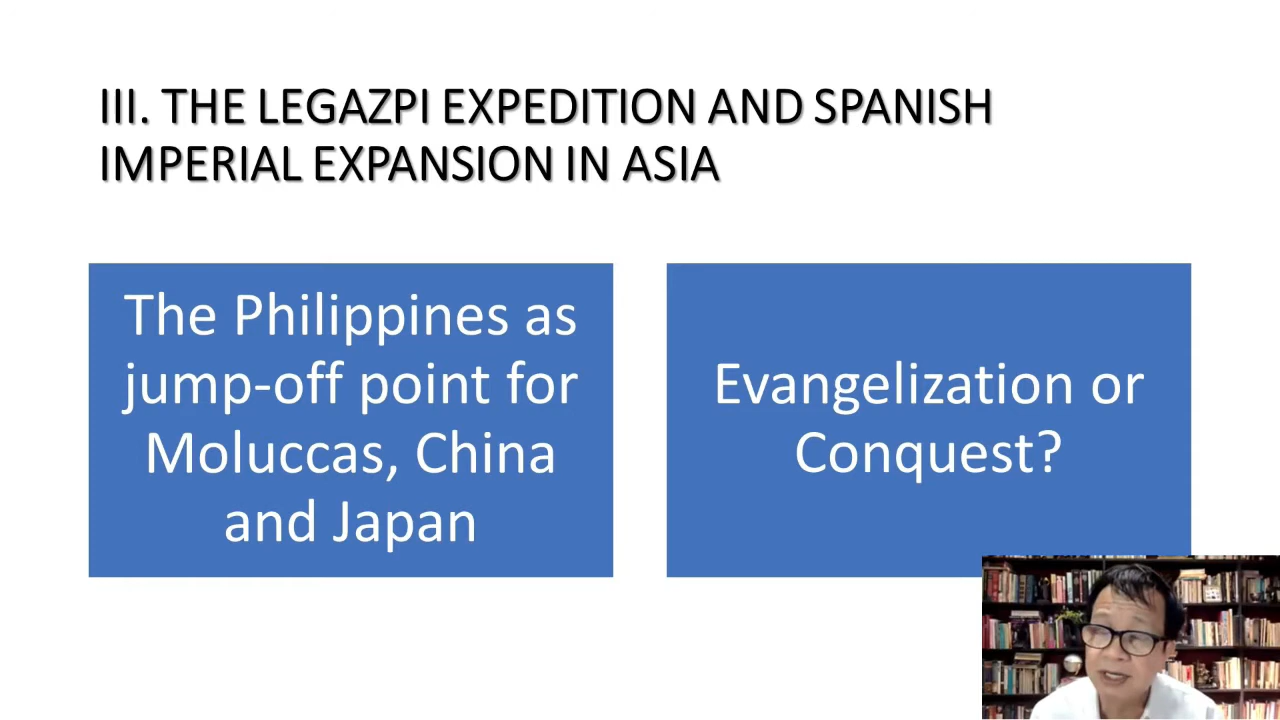 III. THE LEGAZPI EXPEDITION AND SPANISH
IMPERIAL EXPANSION IN ASIA
The Philippines as
jump-off point for
Moluccas, China
and Japan
Evangelization or
Conquest?